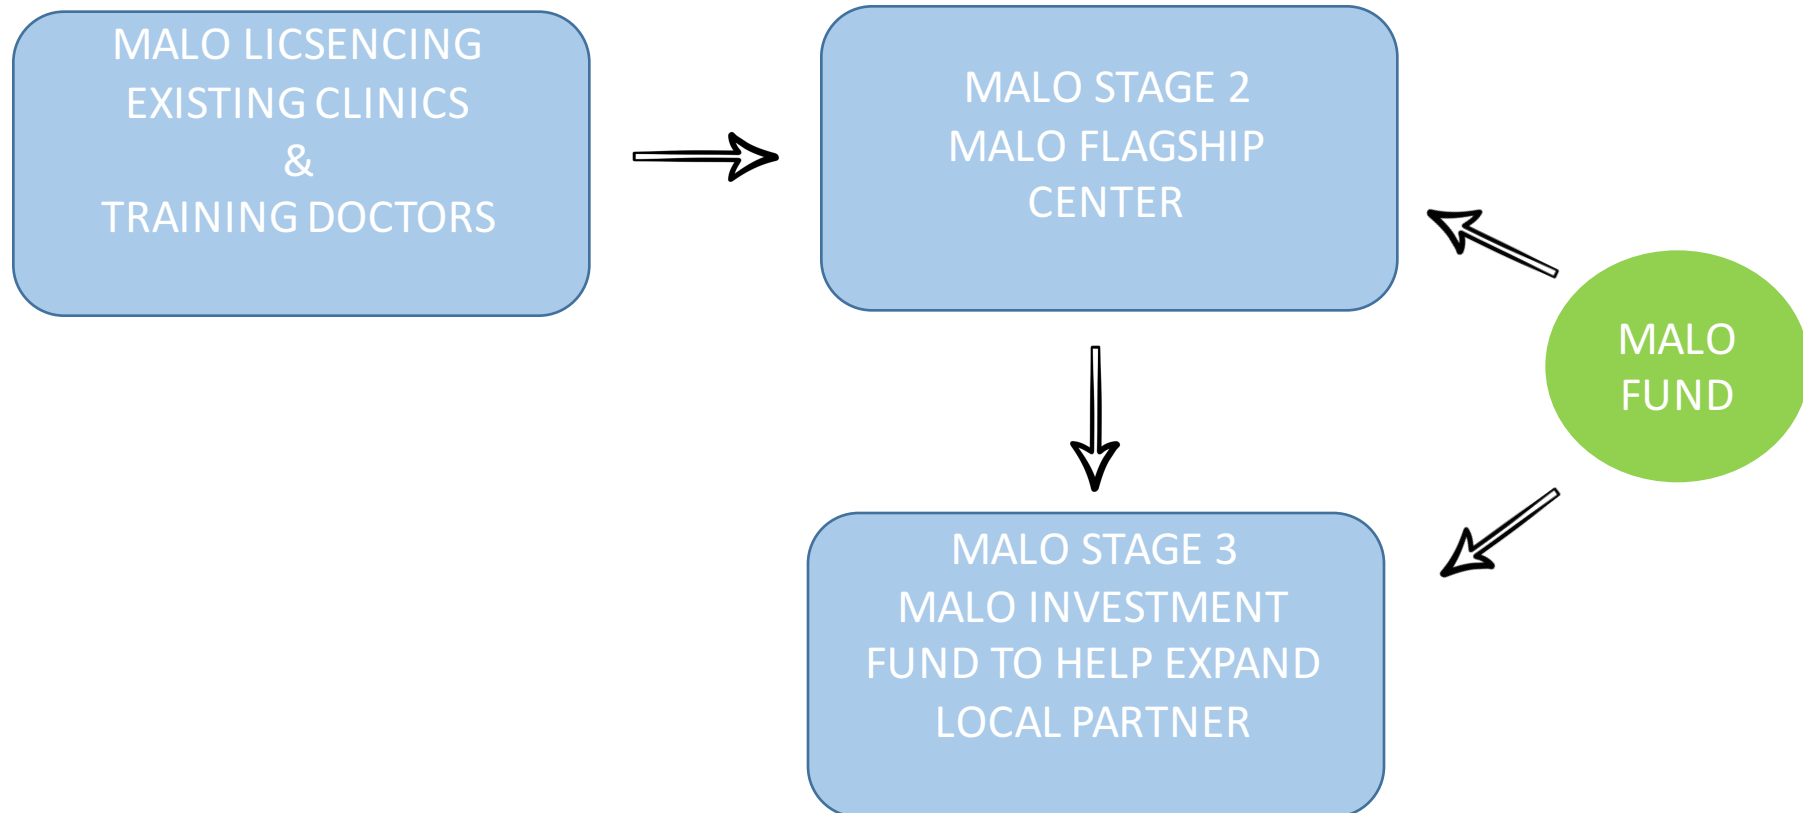 MALO LICSENCING
EXISTING CLINICS
&
TRAINING DOCTORS
MALO STAGE 2
MALO FLAGSHIP
CENTER
MALO
FUND
MALO STAGE 3
MALO INVESTMENT
FUND TO HELP EXPAND
LOCAL PARTNER